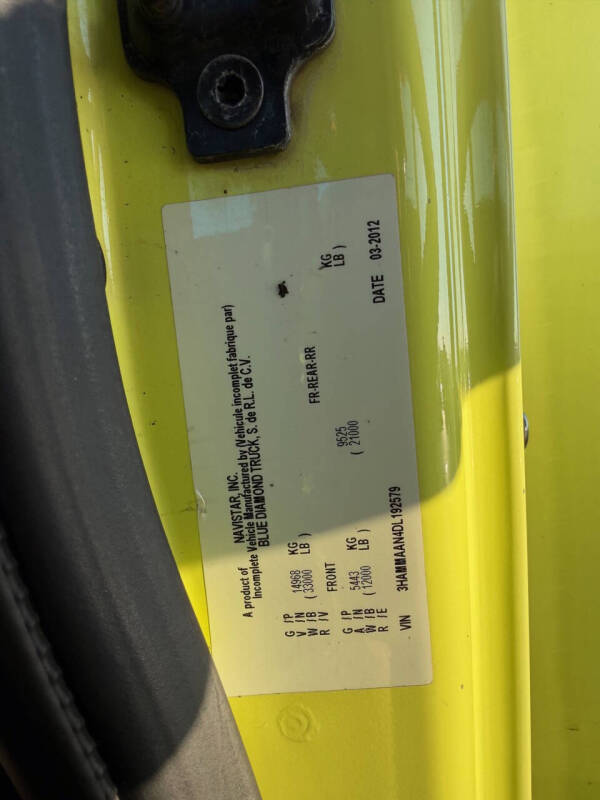 A product of NAVISTAR, INC.
Incomplete Vehicle Manufactured by (Vehicule incomplet fabrique par)
BLUE DIAMOND TRUCK, S. de R.L. de C.V.
G /P 14968 KG
V /N ( 33000 LB )
W /B
R /V FRONT FR-REAR-RR
G /P 5443 KG 9525 KG
A /N ( 12000 LB ) ( 21000 LB )
W /B
R /E
VIN 3HAMMAAN4DL192579 DATE 03-2012